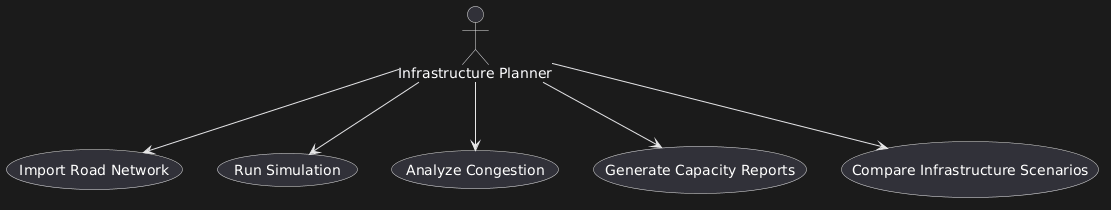 Infrastructure Planner
Import Road Network
Run Simulation
Analyze Congestion
Generate Capacity Reports
Compare Infrastructure Scenarios